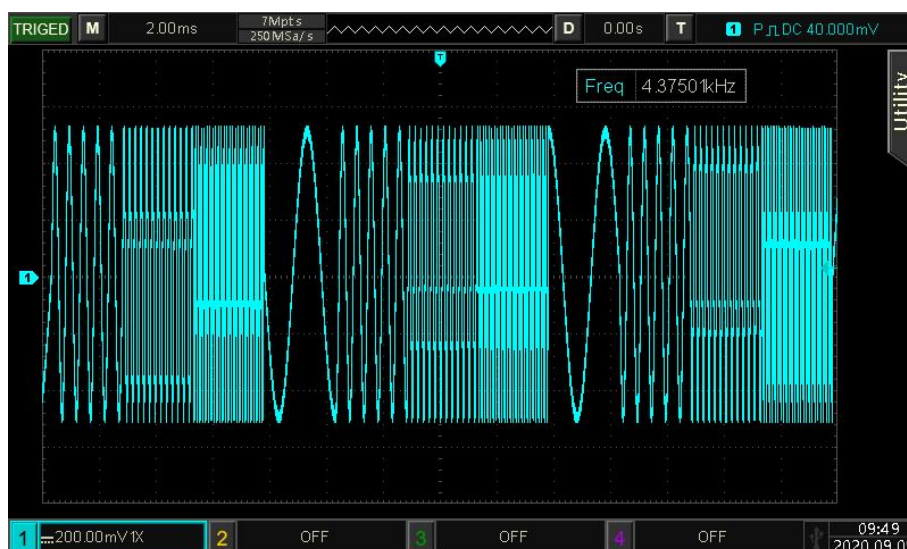 TRIGED M 2.00ms 7Mpts D 0.00s T 1 P DC 40.000mV
250MSa/s
T
Freq 4.37501kHz
Utility
1
1 200.00mV 1X 2 OFF 3 OFF 4 OFF 09:49